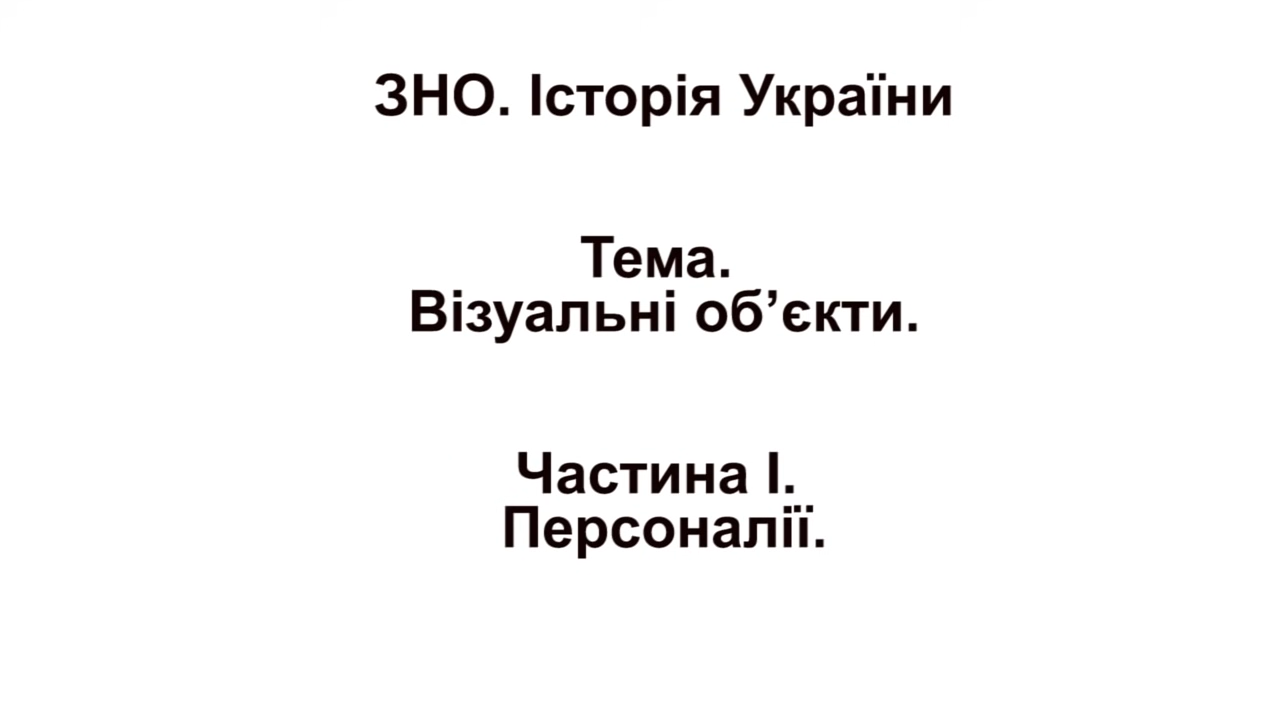 ЗНО. Історія України
Тема.
Візуальні об’єкти.
Частина І.
Персоналії.